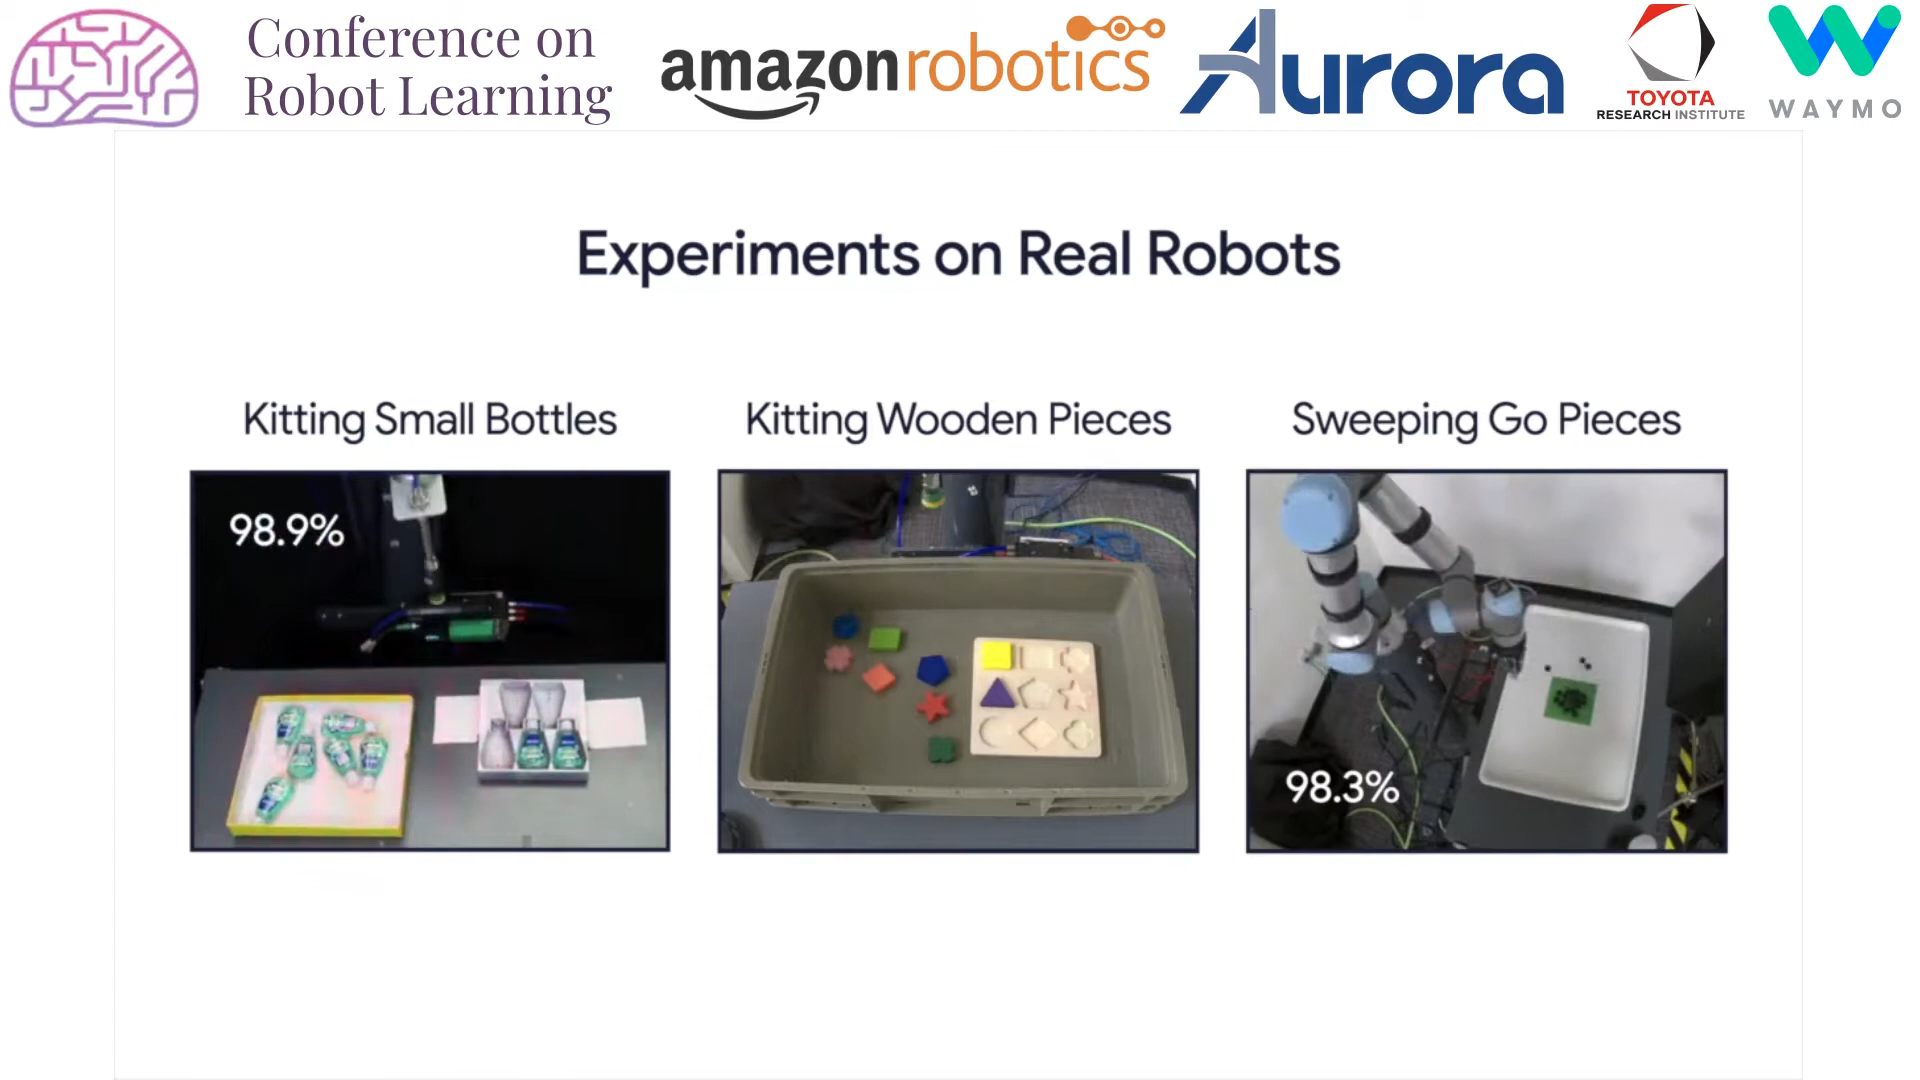 Conference on
Robot Learning
amazon robotics
Aurora
TOYOTA
RESEARCH INSTITUTE
WAYMO
Experiments on Real Robots
Kitting Small Bottles
Kitting Wooden Pieces
Sweeping Go Pieces
98.9%
98.3%